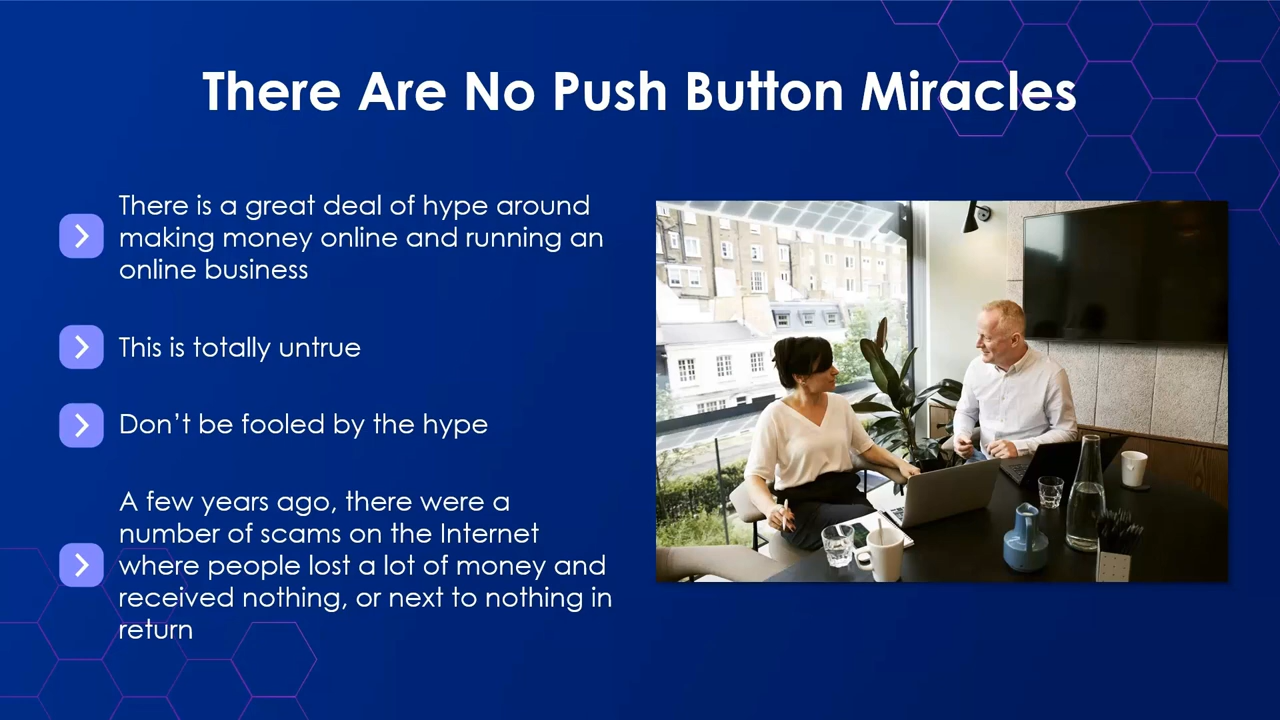 There Are No Push Button Miracles
There is a great deal of hype around
making money online and running an
online business
This is totally untrue
Don’t be fooled by the hype
A few years ago, there were a
number of scams on the Internet
where people lost a lot of money and
received nothing, or next to nothing in
return